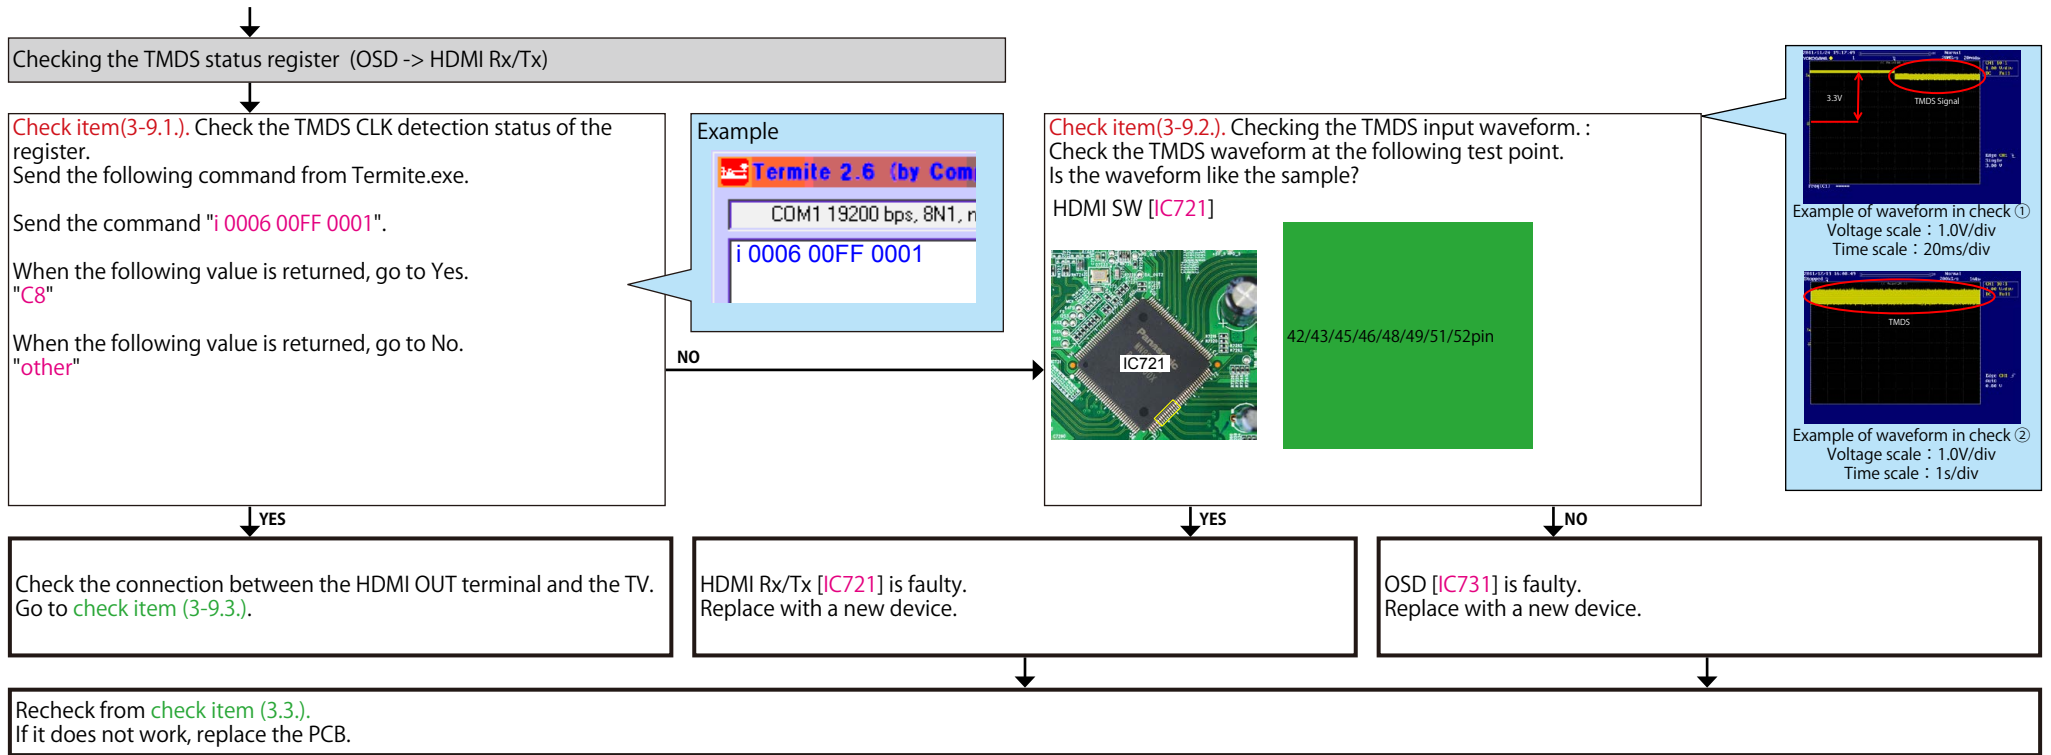 Checking the TMDS status register (OSD -> HDMI Rx/Tx)
Check item(3-9.1.). Check the TMDS CLK detection status of the
register.
Send the following command from Termite.exe.
Send the command "i 0006 00FF 0001".
When the following value is returned, go to Yes.
"C8"
When the following value is returned, go to No.
"other"
Example
Termite 2.6 (by Com
COM1 19200 bps, 8N1, n
i 0006 00FF 0001
NO
Check item(3-9.2.). Checking the TMDS input waveform. :
Check the TMDS waveform at the following test point.
Is the waveform like the sample?
HDMI SW [IC721]
Panasonic
IC721
42/43/45/46/48/49/51/52pin
3.3V
TMDS Signal
Example of waveform in check ①
Voltage scale：1.0V/div
Time scale：20ms/div
TMDS
Example of waveform in check ②
Voltage scale：1.0V/div
Time scale：1s/div
YES
YES
NO
Check the connection between the HDMI OUT terminal and the TV.
Go to check item (3-9.3.).
HDMI Rx/Tx [IC721] is faulty.
Replace with a new device.
OSD [IC731] is faulty.
Replace with a new device.
Recheck from check item (3.3.).
If it does not work, replace the PCB.